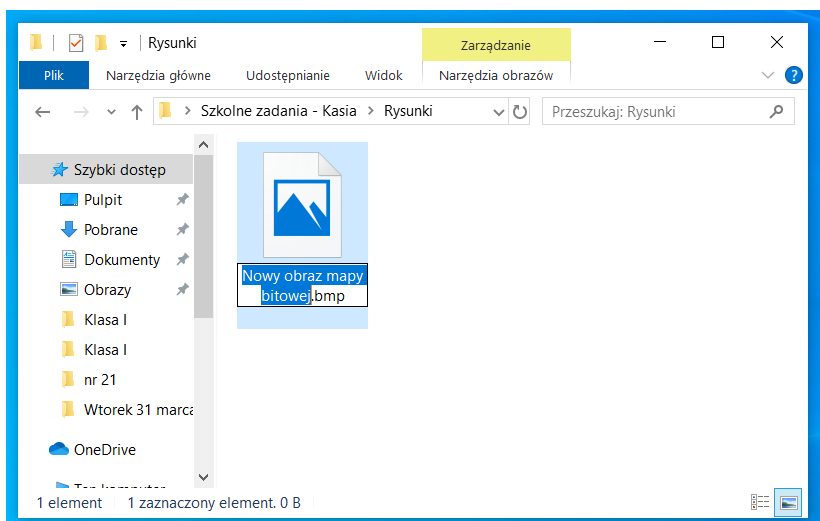 Rysunki
Zarządzanie
Plik
Narzędzia główne
Udostępnianie
Widok
Narzędzia obrazów
?
Szkolne zadania - Kasia > Rysunki
Przeszukaj: Rysunki
Szybki dostęp
Pulpit
Pobrane
Dokumenty
Obrazy
Klasa I
Klasa I
nr 21
Wtorek 31 marca
OneDrive
Ten komputer
Nowy obraz mapy
bitowej.bmp
1 element
1 zaznaczony element. 0 B